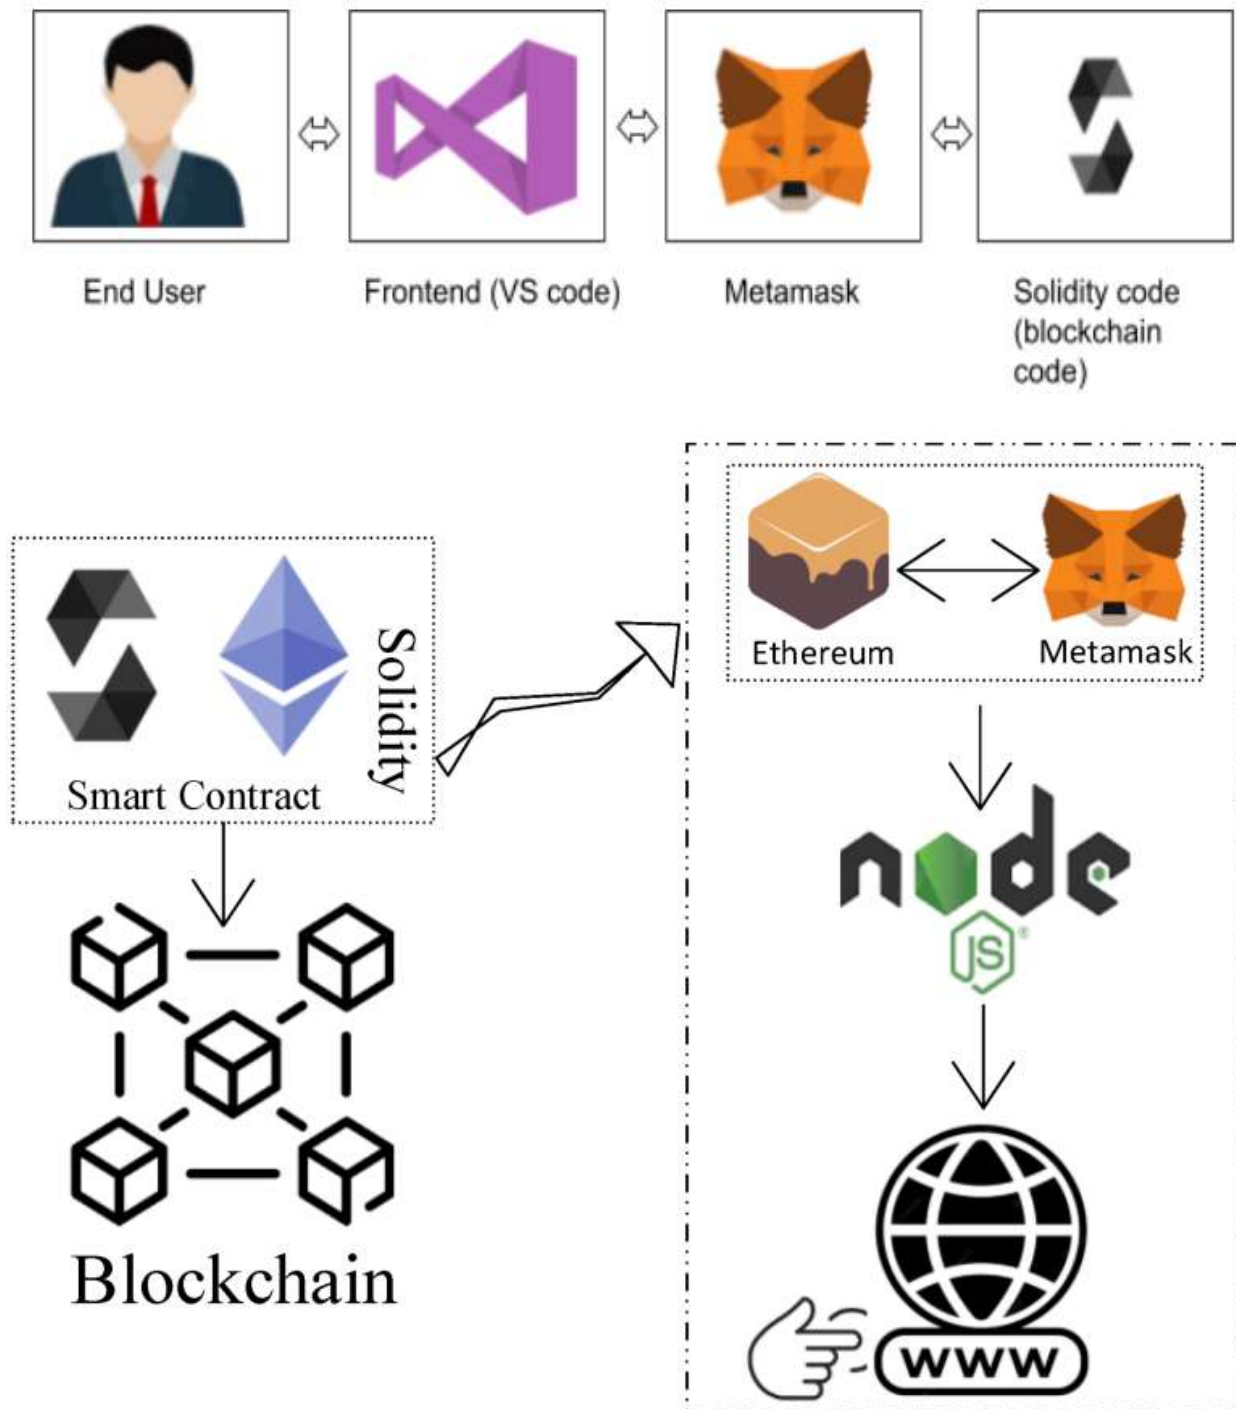 End User
Frontend (VS code)
Metamask
Solidity code
(blockchain
code)
Ethereum
Metamask
Solidity
Smart Contract
node
JS®
Blockchain
www